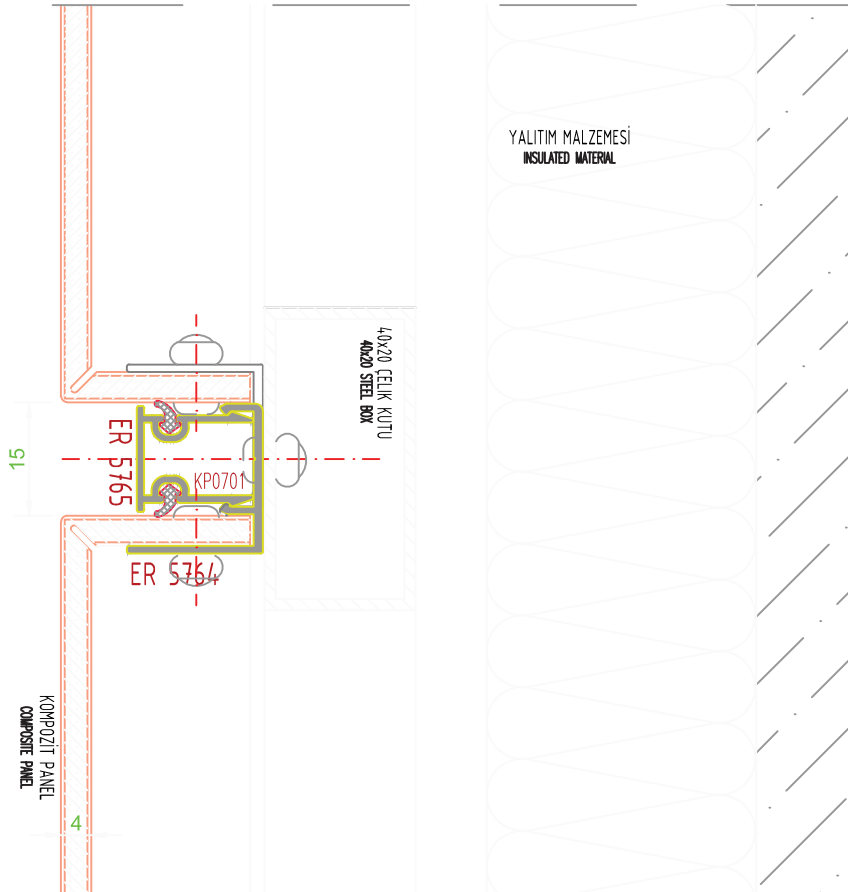 YALITIM MALZEMESİ
INSULATED MATERIAL
40x20 ÇELİK KUTU
40x20 STEEL BOX
ER 5765
KP0701
15
ER 5764
KOMPOZİT PANEL
COMPOSITE PANEL
4